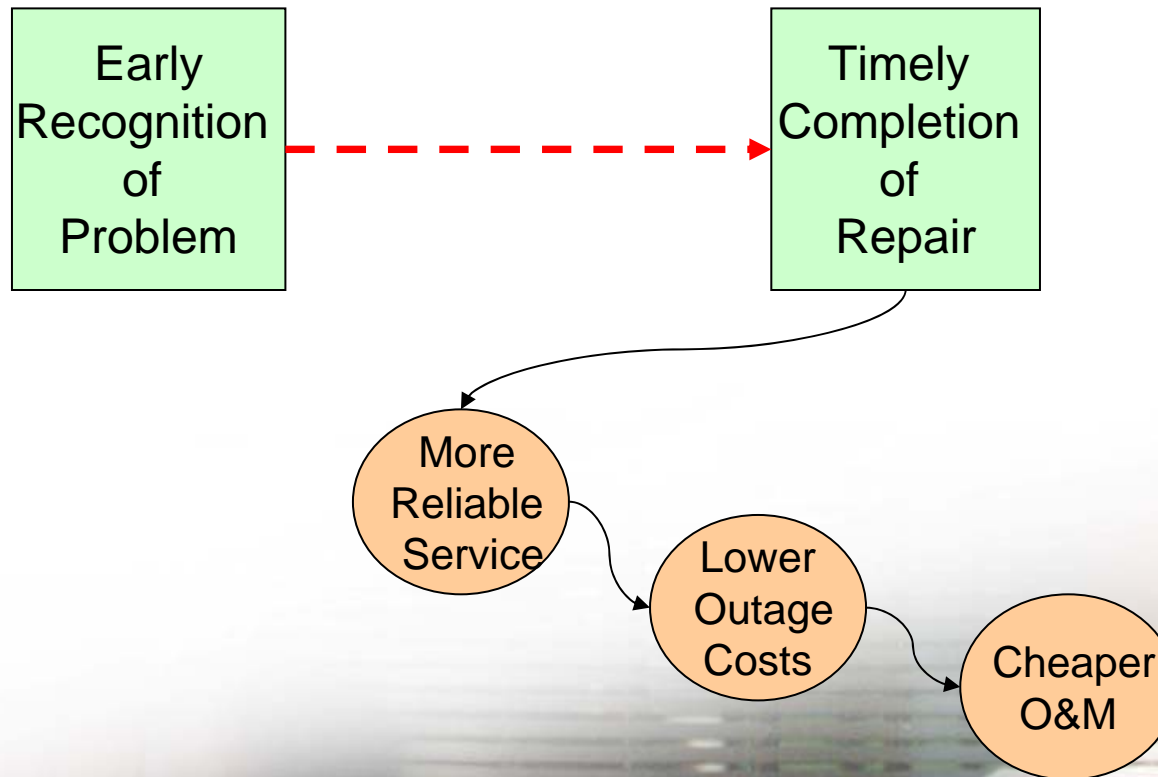 Early
Recognition
of
Problem
Timely
Completion
of
Repair
More
Reliable
Service
Lower
Outage
Costs
Cheaper
O&M